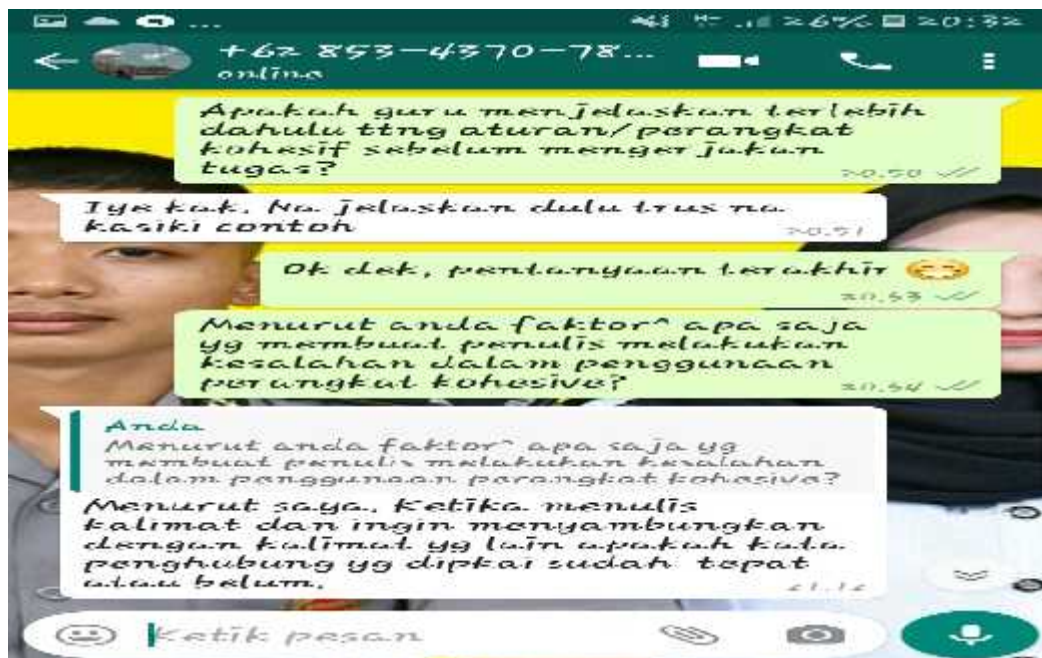 ... 26% 20:32
+62 853-4370-78...
online
Apakah guru menjelaskan terlebih
dahulu ttng aturan/perangkat
kohesif sebelum mengerjakan
tugas?
20.50
Iye kak. Na jelaskan dulu trus na
kasiki contoh
20.51
Ok dek, pentanyaan terakhir
20.53
Menurut anda faktor^ apa saja
yg membuat penulis melakukan
kesalahan dalam penggunaan
perangkat kohesive?
20.54
Anda
Menurut anda faktor^ apa saja yg
membuat penulis melakukan kesalahan
dalam penggunaan perangkat kohesive?
Menurut saya. Ketika menulis
kalimat dan ingin menyambungkan
dengan kalimat yg lain apakah kata
penghubung yg dipkai sudah tepat
atau belum.
21.16
Ketik pesan